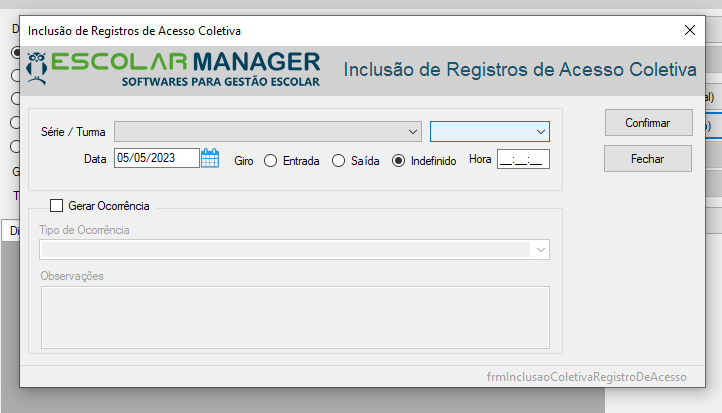 Inclusão de Registros de Acesso Coletiva
ESCOLAR MANAGER
SOFTWARES PARA GESTÃO ESCOLAR
Inclusão de Registros de Acesso Coletiva
Série / Turma
Confirmar
Data 05/05/2023 Giro Entrada Saída Indefinido Hora __:__:__
Fechar
Gerar Ocorrência
Tipo de Ocorrência
Observações
frmInclusaoColetivaRegistroDeAcesso